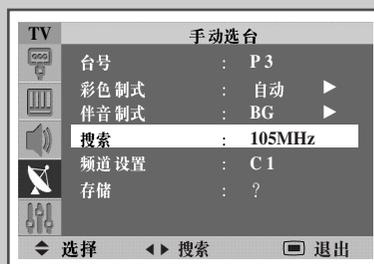 TV 手动选台
台号 : P 3
彩色制式 : 自动 ▶
伴音制式 : BG ▶
搜索 : 105MHz
频道设置 : C 1
存储 : ?
选择 搜索 退出